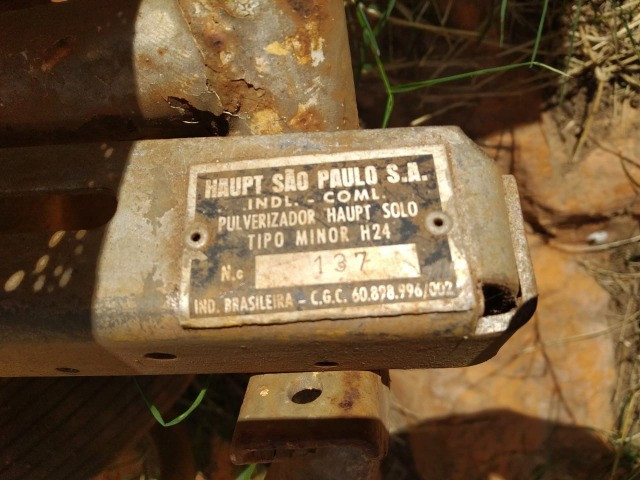 HAUPT SÃO PAULO S.A.
INDL. - COML.
PULVERIZADOR HAUPT SOLO
TIPO MINOR H24
N.o 137
IND. BRASILEIRA - C.G.C. 60.898.996/002